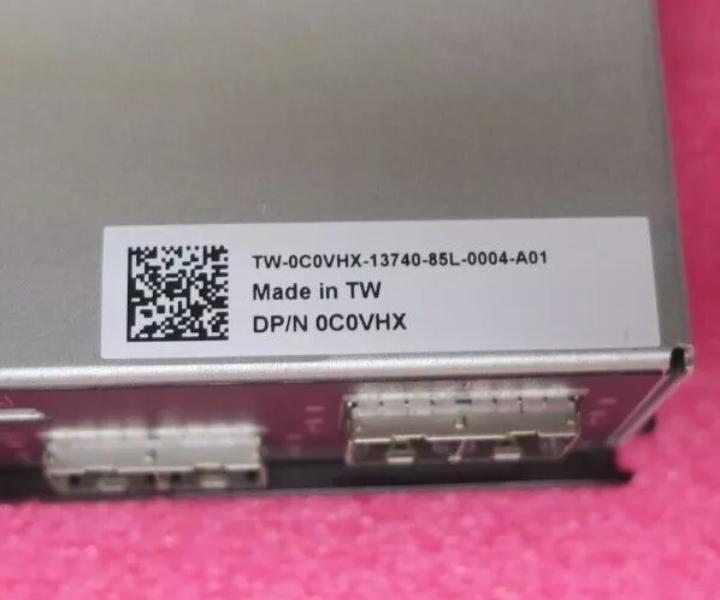 TW-0C0VHX-13740-85L-0004-A01
Made in TW
DP/N 0C0VHX